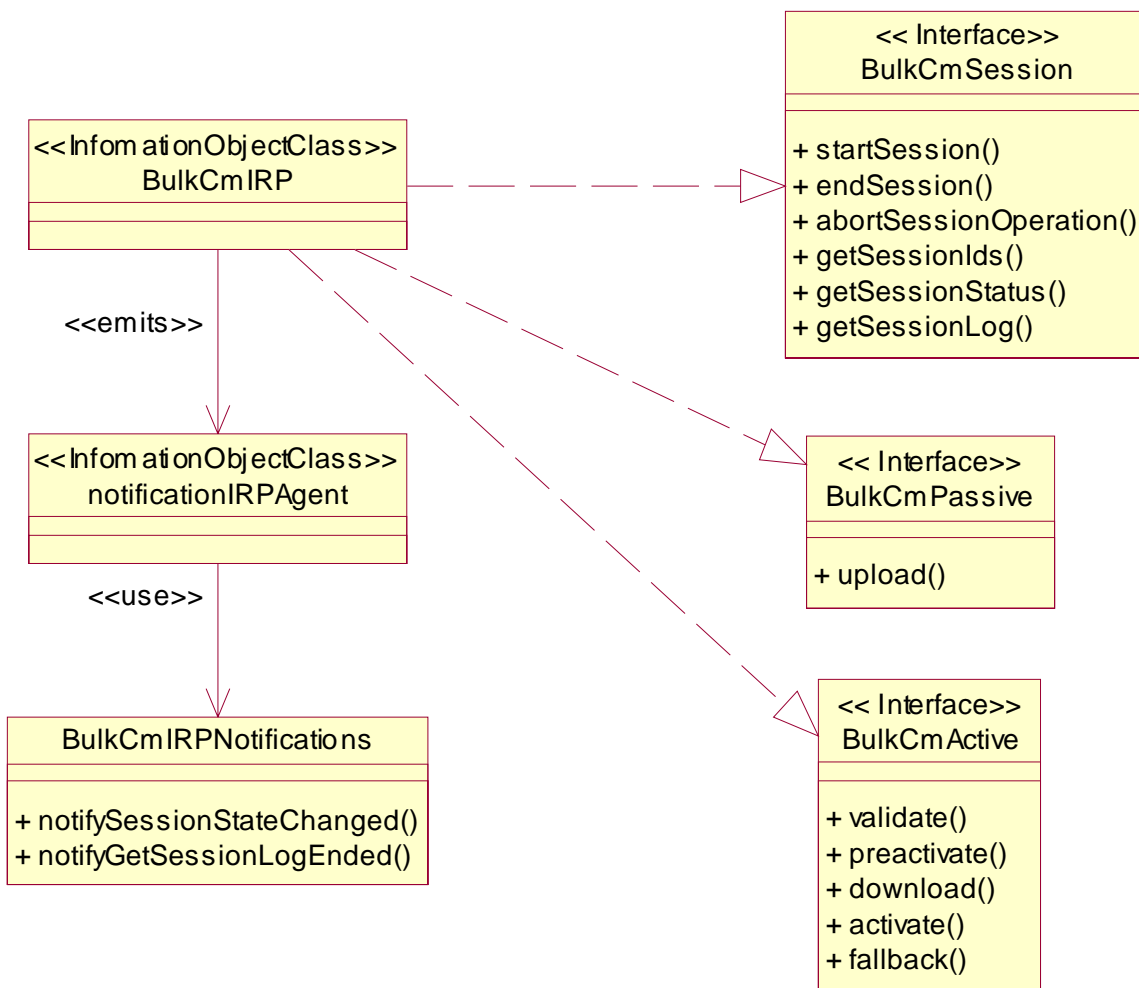 <<InfomationObjectClass>>
BulkCmIRP
<<emits>>
<<InfomationObjectClass>>
notificationIRPAgent
<<use>>
BulkCmIRPNotifications
+ notifySessionStateChanged()
+ notifyGetSessionLogEnded()
<< Interface>>
BulkCmSession
+ startSession()
+ endSession()
+ abortSessionOperation()
+ getSessionIds()
+ getSessionStatus()
+ getSessionLog()
<< Interface>>
BulkCmPassive
+ upload()
<< Interface>>
BulkCmActive
+ validate()
+ preactivate()
+ download()
+ activate()
+ fallback()